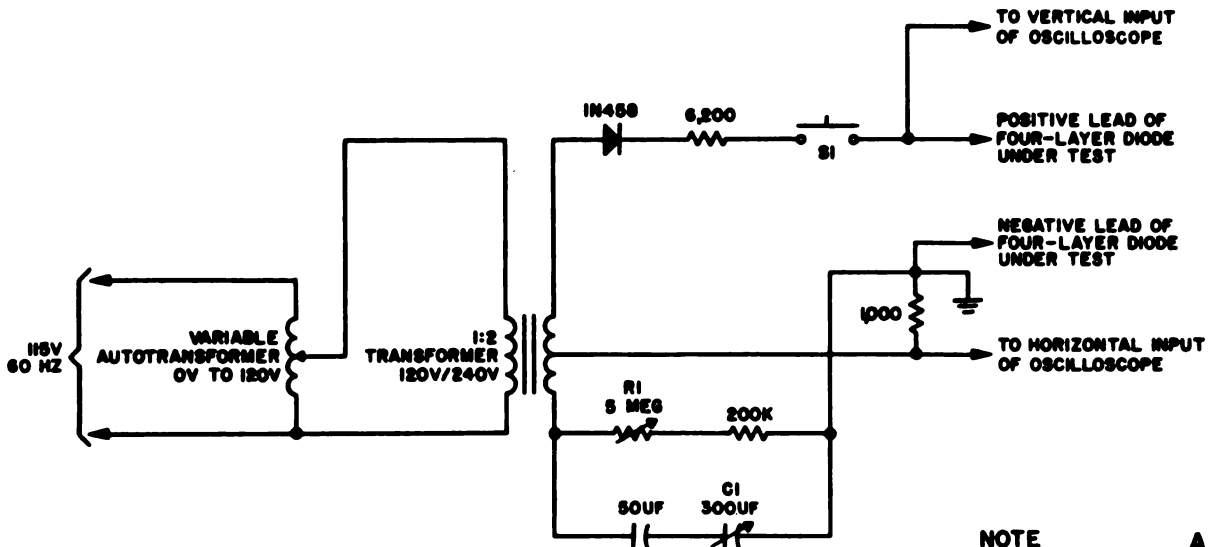 TO VERTICAL INPUT
OF OSCILLOSCOPE
1N458
6,200
S1
POSITIVE LEAD OF
FOUR-LAYER DIODE
UNDER TEST
NEGATIVE LEAD OF
FOUR-LAYER DIODE
UNDER TEST
1,000
115V
60 HZ
VARIABLE
AUTOTRANSFORMER
0V TO 120V
1:2
TRANSFORMER
120V/240V
TO HORIZONTAL INPUT
OF OSCILLOSCOPE
R1
5 MEG
200K
50UF
C1
300UF
NOTE
A